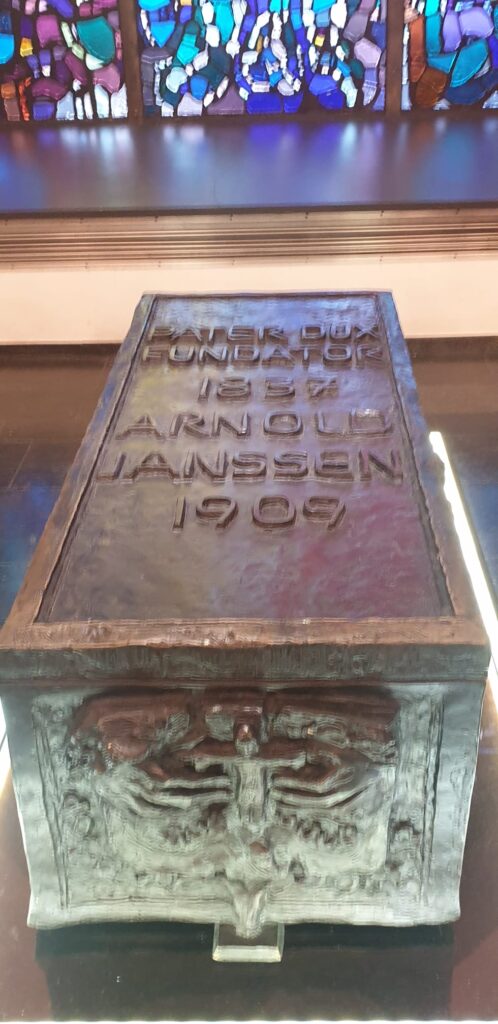 PATER DUX
FUNDATOR
1837
ARNOLD
JANSSEN
1909